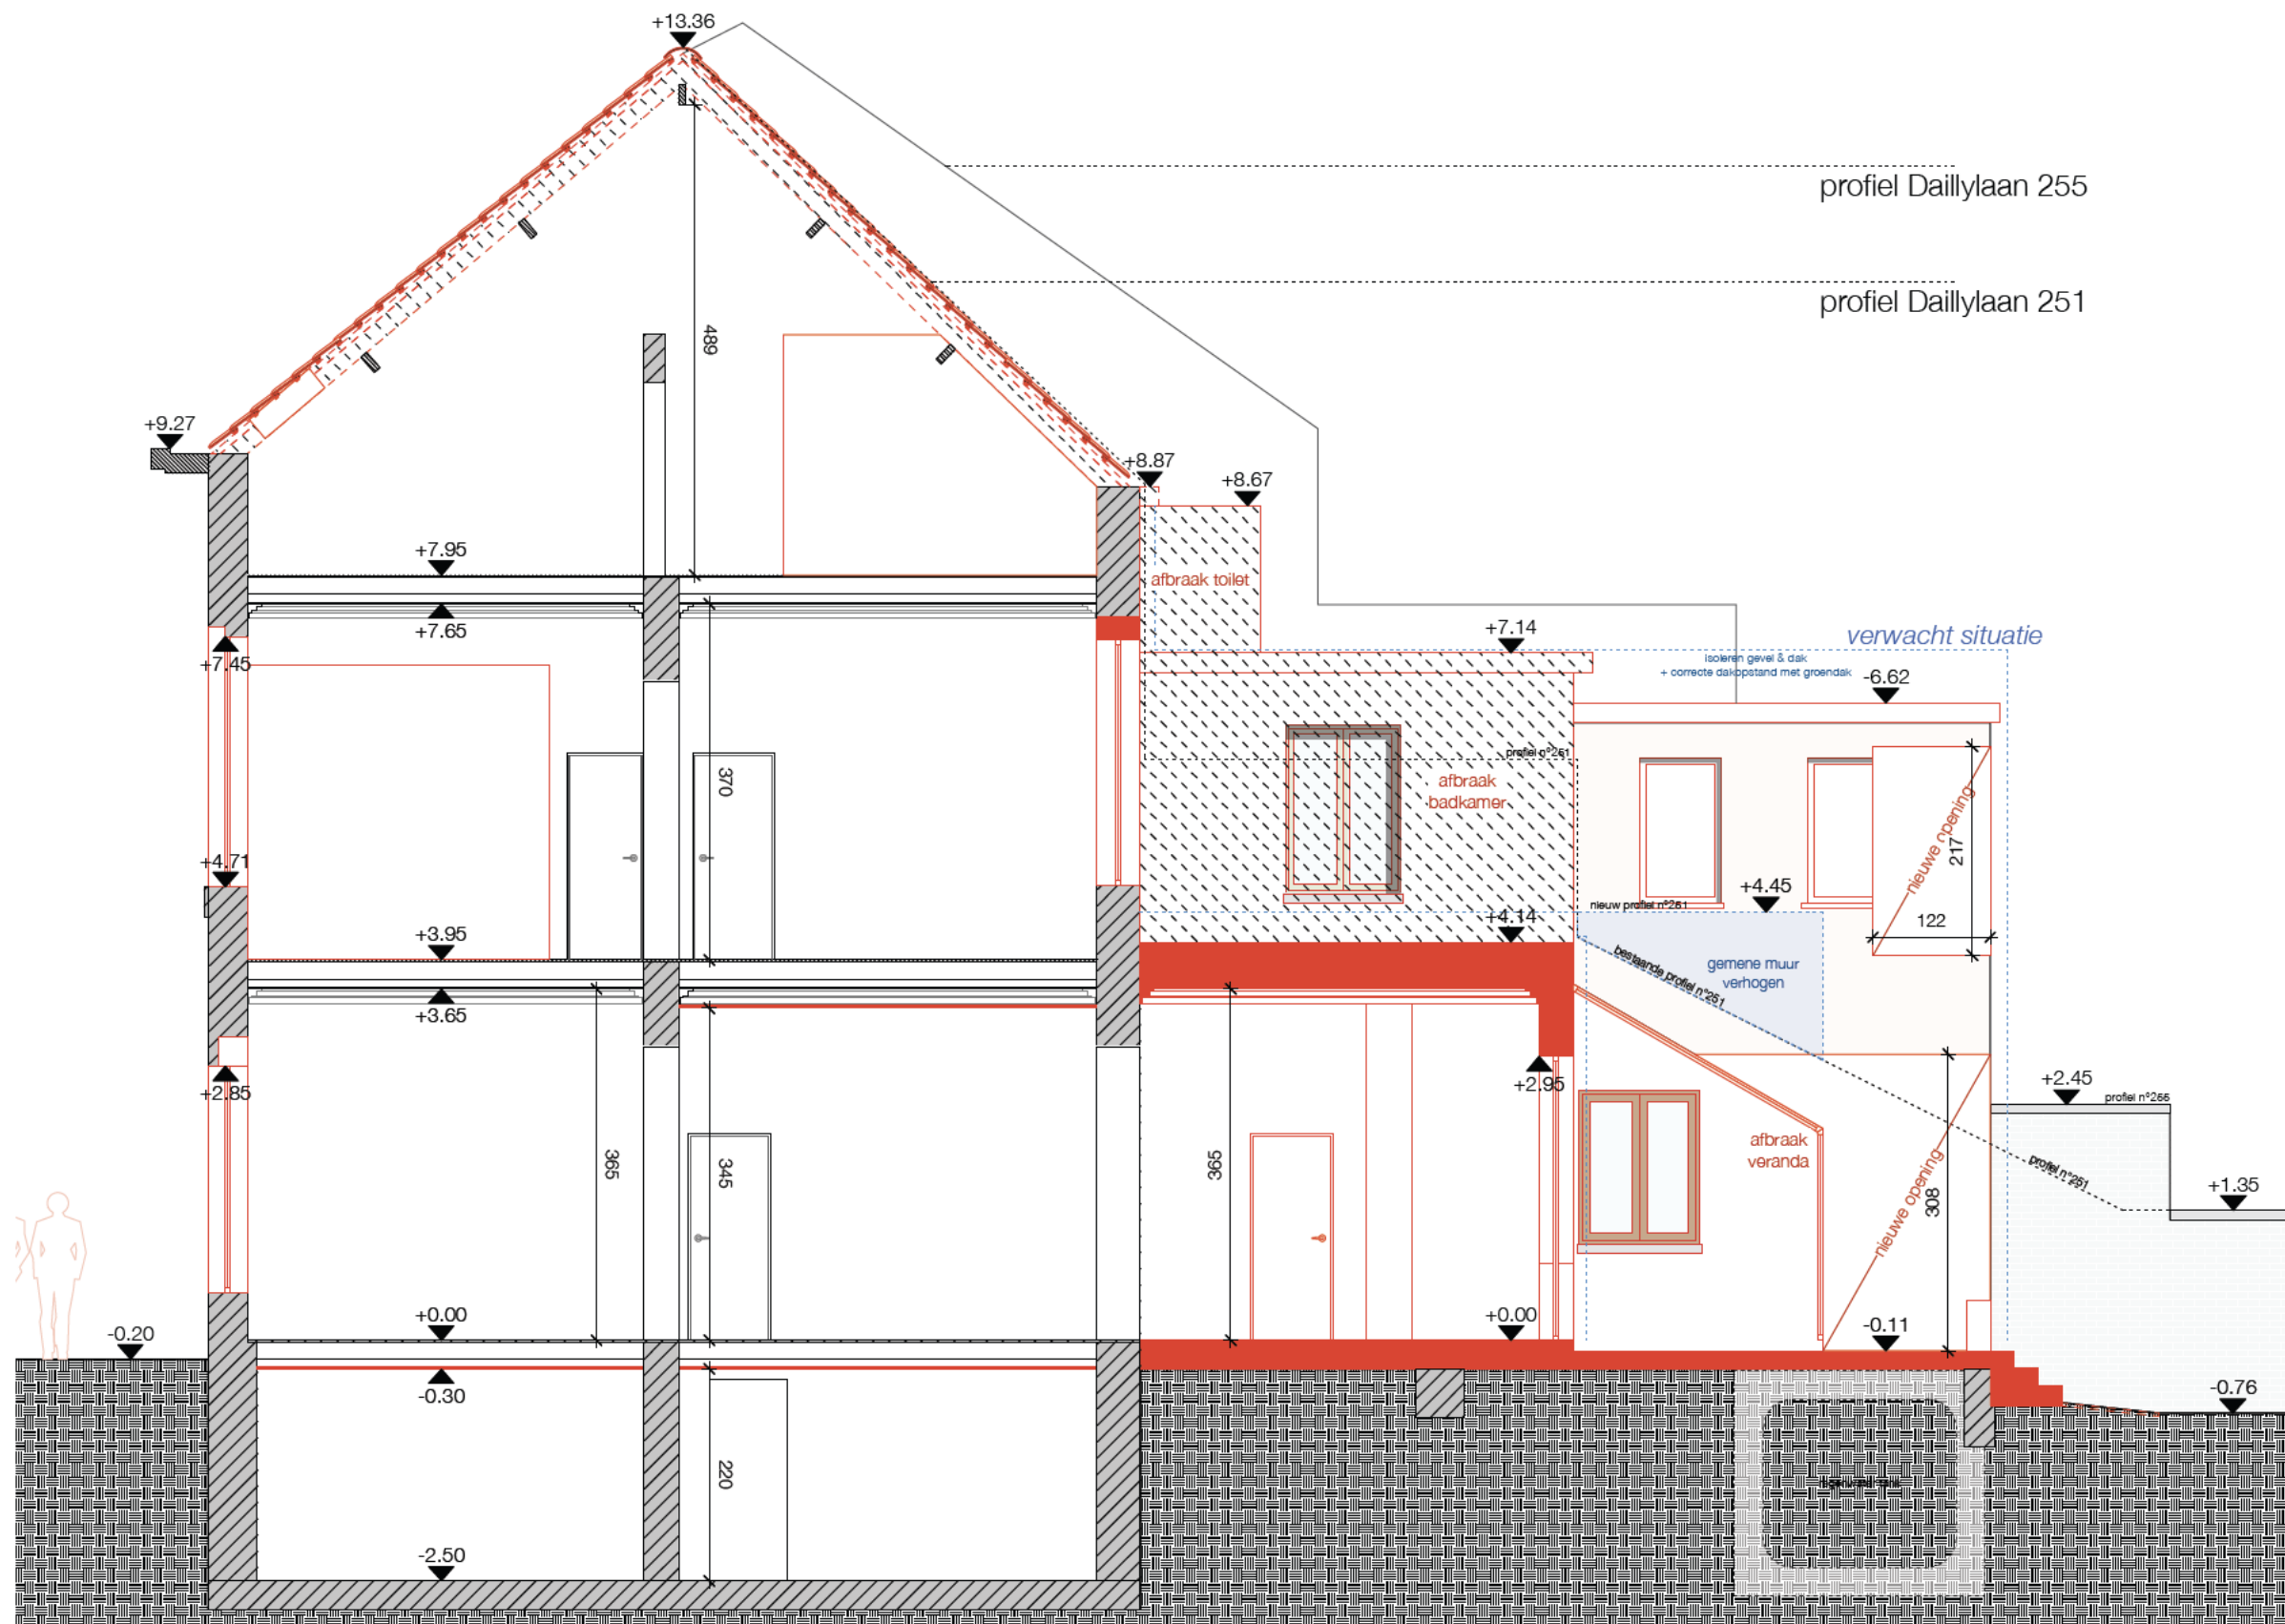 +13.36
profiel Daillylaan 255
profiel Daillylaan 251
489
+9.27
+8.87
+8.67
+7.95
afbraak toilet
+7.65
+7.45
+7.14
verwacht situatie
isoleren gevel & dak
+ correcte dakopstand met groendak
-6.62
370
profiel n°251
afbraak
badkamer
nieuwe opening
217
122
+4.71
nieuw profiel n°251
+4.45
+4.14
+3.95
bestaande profiel n°251
gemene muur
verhogen
+3.65
+2.85
+2.95
+2.45
profiel n°255
365
345
365
afbraak
veranda
nieuwe opening
308
profiel n°251
+1.35
-0.20
+0.00
+0.00
-0.11
-0.30
-0.76
220
regenwater tank
-2.50